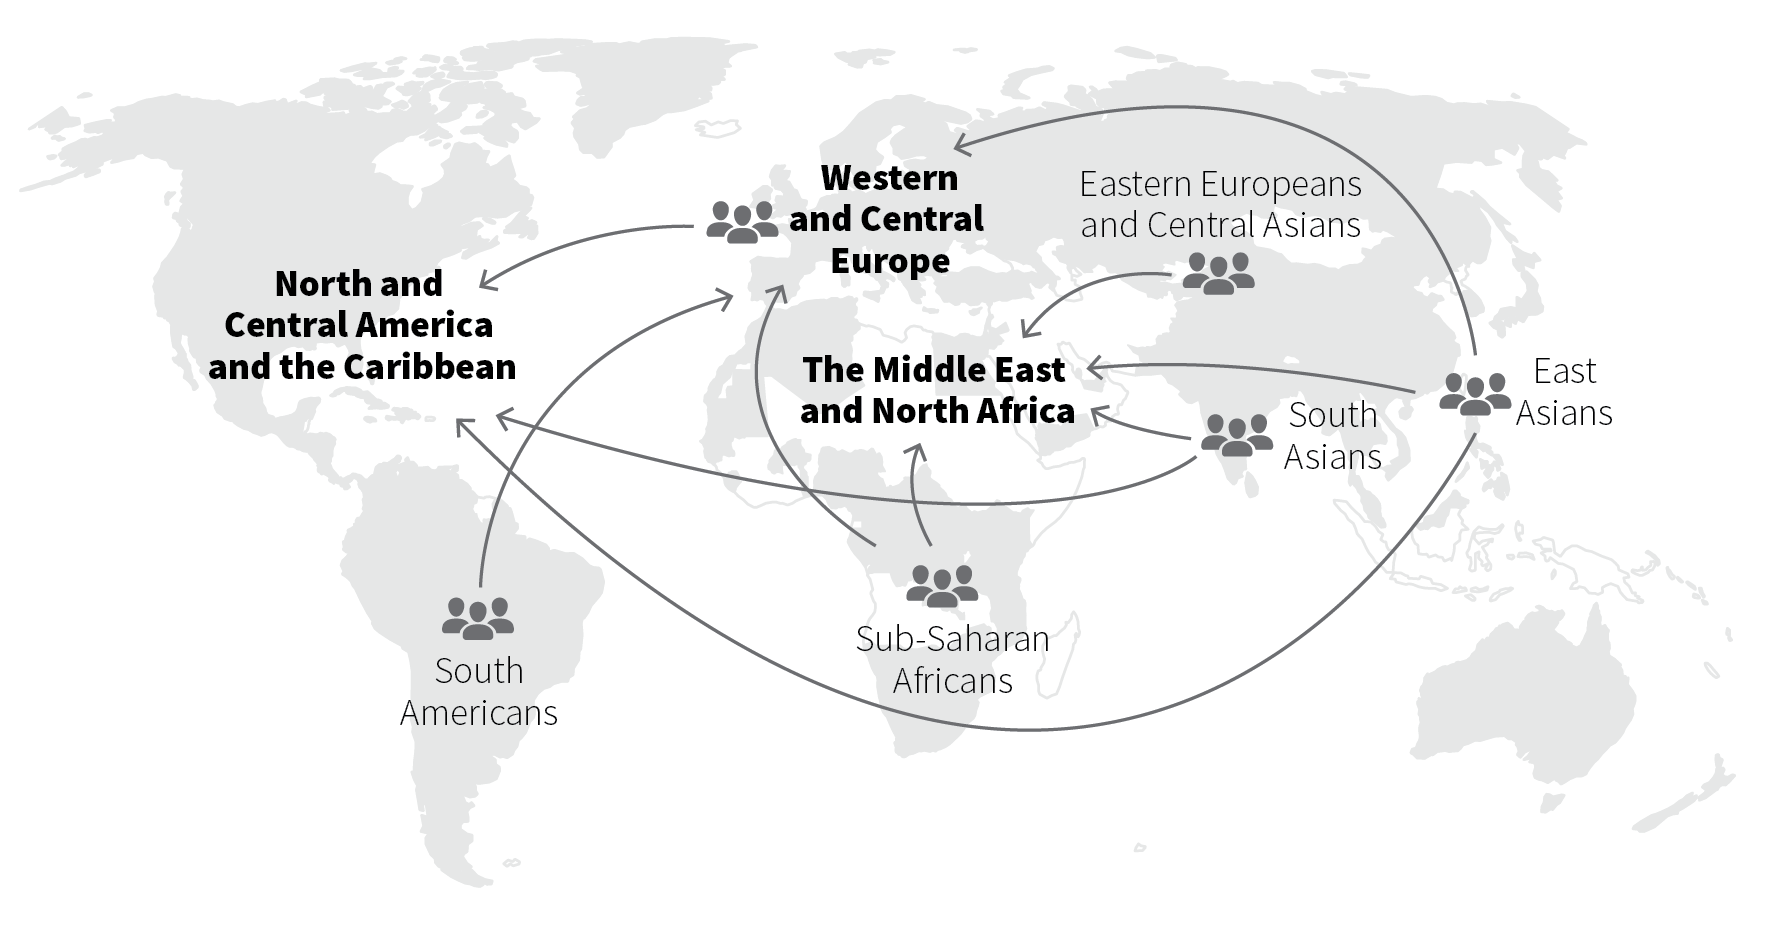 Western
and Central
Europe
Eastern Europeans
and Central Asians
North and
Central America
and the Caribbean
The Middle East
and North Africa
East
Asians
South
Asians
Sub-Saharan
Africans
South
Americans